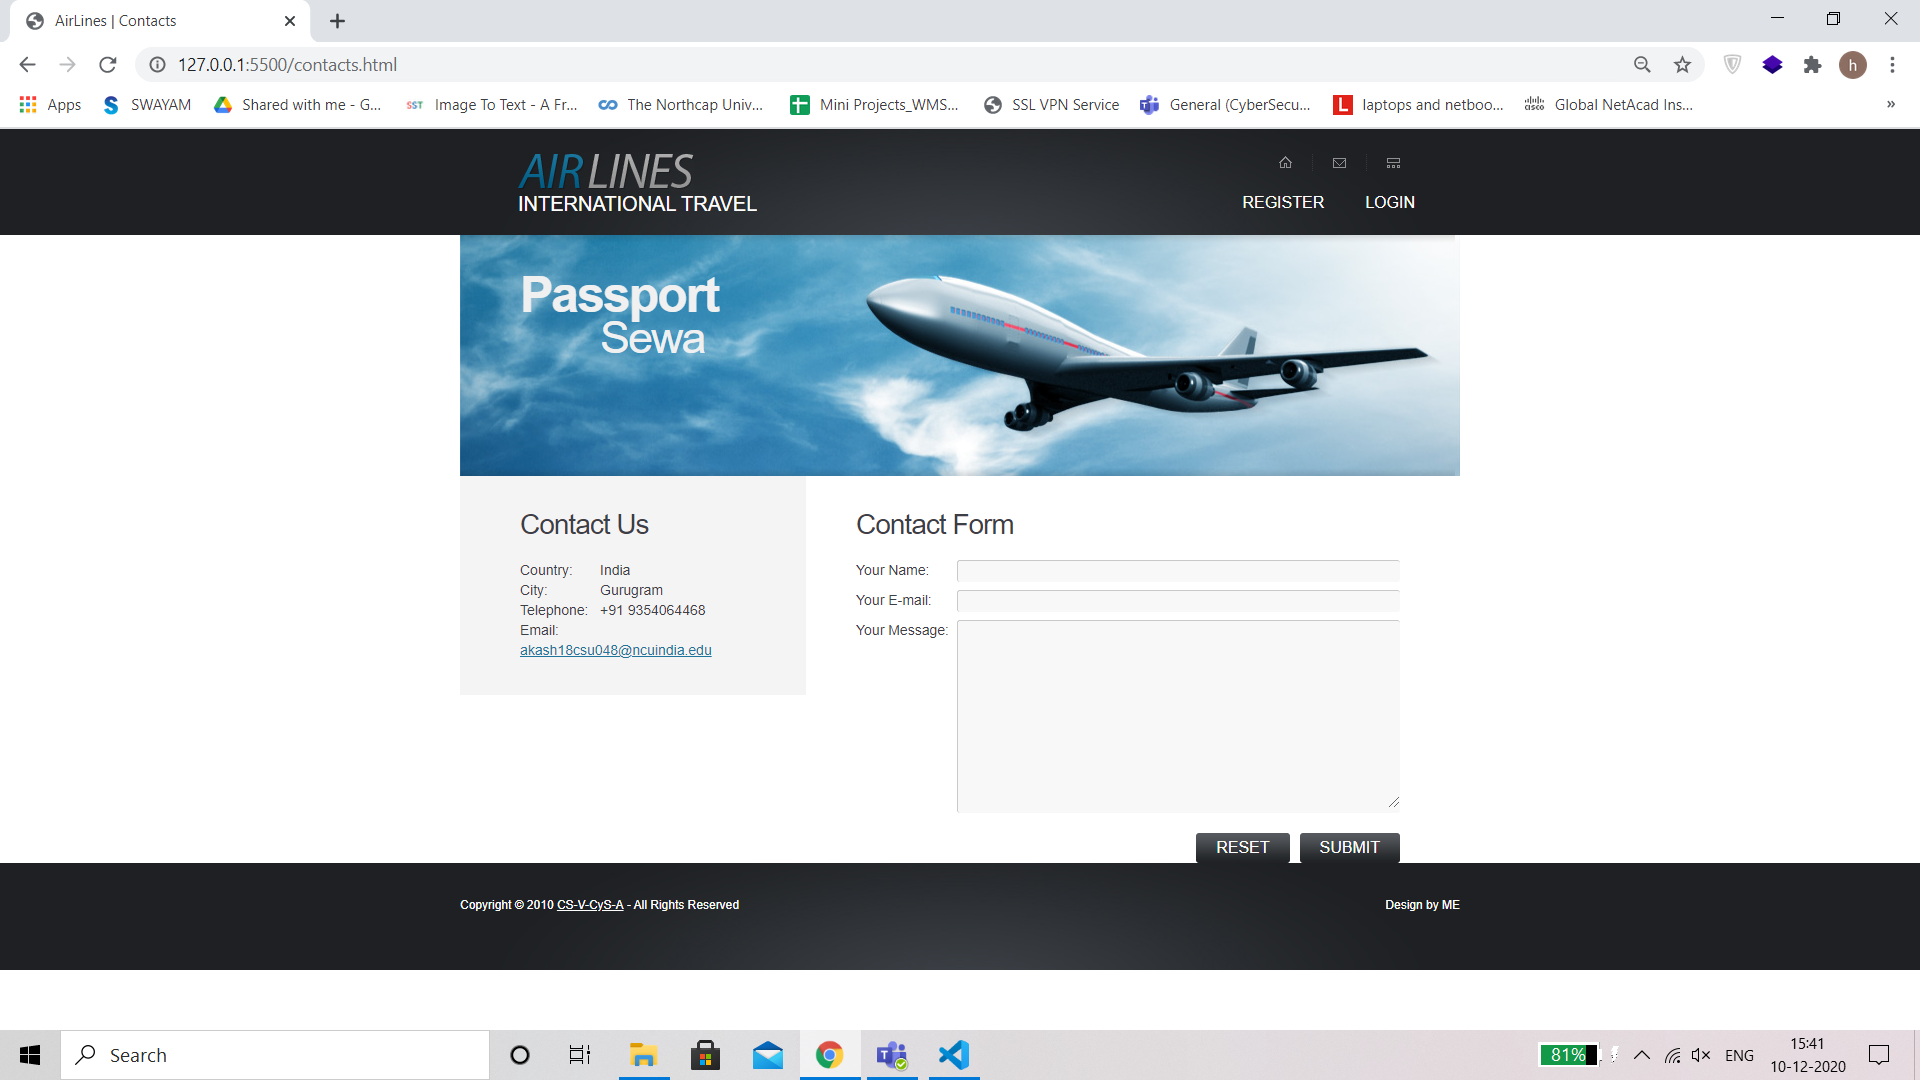 AirLines | Contacts
127.0.0.1:5500/contacts.html
h
Apps
SWAYAM
Shared with me - G...
SST
Image To Text - A Fr...
The Northcap Univ...
Mini Projects_WMS...
SSL VPN Service
General (CyberSecu...
L
laptops and netboo...
cisco
Global NetAcad Ins...
»
AIR LINES
INTERNATIONAL TRAVEL
REGISTER
LOGIN
Passport
Sewa
Contact Us
Country: India
City: Gurugram
Telephone: +91 9354064468
Email:
akash18csu048@ncuindia.edu
Contact Form
Your Name:
Your E-mail:
Your Message:
RESET
SUBMIT
Copyright © 2010 CS-V-CyS-A - All Rights Reserved
Design by ME
Search
81%
ENG
15:41
10-12-2020